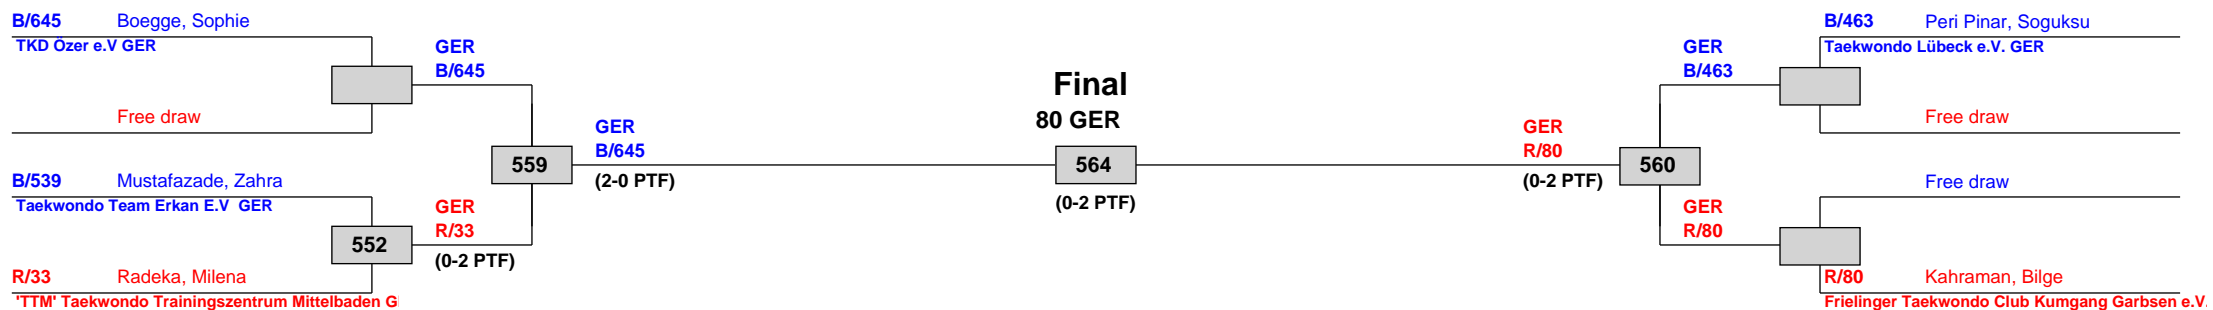 B/645 Boegge, Sophie
TKD Özer e.V GER
GER
B/645
Free draw
B/539 Mustafazade, Zahra
Taekwondo Team Erkan E.V GER
552
GER
R/33
(0-2 PTF)
R/33 Radeka, Milena
'TTM' Taekwondo Trainingszentrum Mittelbaden G
559
GER
B/645
(2-0 PTF)
Final
80 GER
564
(0-2 PTF)
GER
R/80
(0-2 PTF)
560
GER
B/463
B/463 Peri Pinar, Soguksu
Taekwondo Lübeck e.V. GER
Free draw
Free draw
GER
R/80
R/80 Kahraman, Bilge
Frielinger Taekwondo Club Kumgang Garbsen e.V.